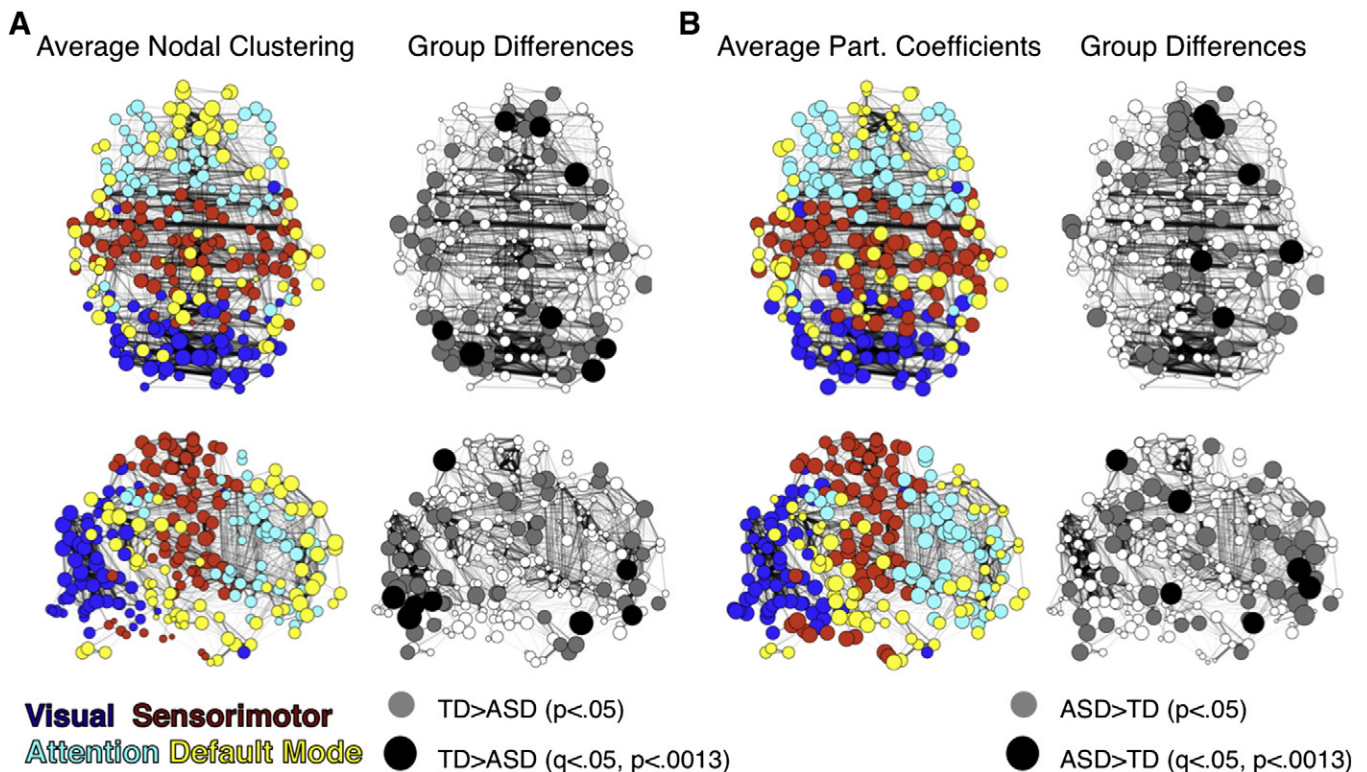 A
Average Nodal Clustering
Group Differences
B
Average Part. Coefficients
Group Differences
Visual Sensorimotor
Attention Default Mode
TD>ASD (p<.05)
TD>ASD (q<.05, p<.0013)
ASD>TD (p<.05)
ASD>TD (q<.05, p<.0013)